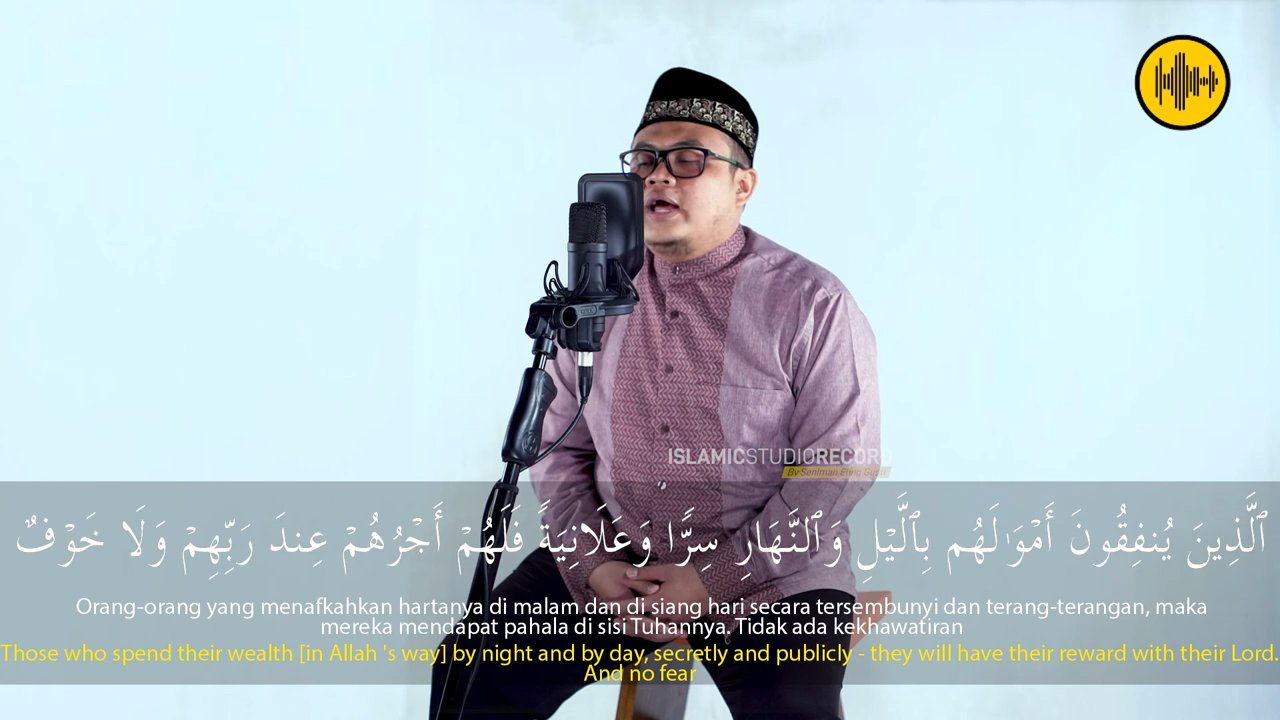 ISLAMICSTUDIORECORD
By Seniman
ٱلَّذِينَ يُنفِقُونَ أَمْوَٰلَهُم بِٱلَّيْلِ وَٱلنَّهَارِ سِرًّا وَعَلَانِيَةً فَلَهُمْ أَجْرُهُمْ عِندَ رَبِّهِمْ وَلَا خَوْفٌ
Orang-orang yang menafkahkan hartanya di malam dan di siang hari secara tersembunyi dan terang-terangan, maka
mereka mendapat pahala di sisi Tuhannya. Tidak ada kekhawatiran
Those who spend their wealth [in Allah 's way] by night and by day, secretly and publicly - they will have their reward with their Lord.
And no fear